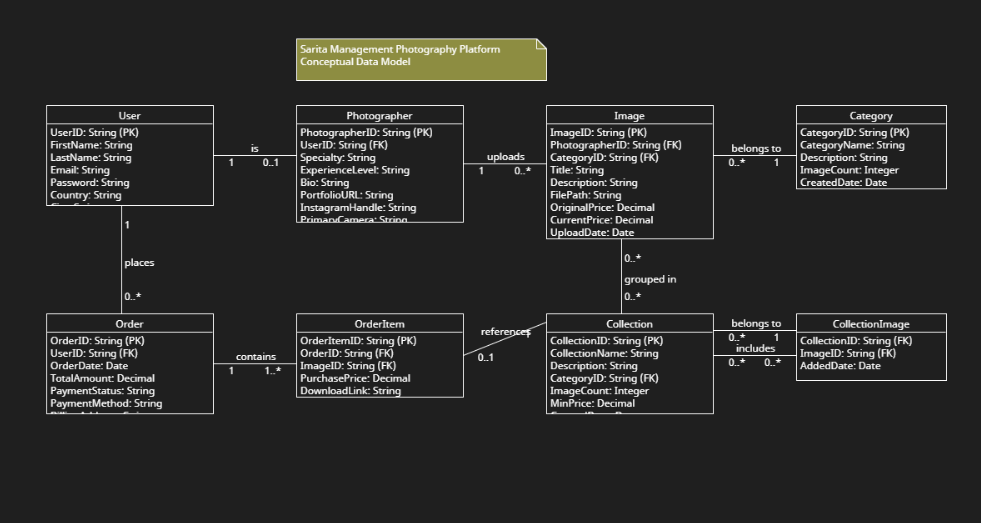 Sarita Management Photography Platform
Conceptual Data Model
User
UserID: String (PK)
FirstName: String
LastName: String
Email: String
Password: String
Country: String
is
1
0..1
Photographer
PhotographerID: String (PK)
UserID: String (FK)
Specialty: String
ExperienceLevel: String
Bio: String
PortfolioURL: String
InstagramHandle: String
PrimaryCamera: String
uploads
1
0..*
Image
ImageID: String (PK)
PhotographerID: String (FK)
CategoryID: String (FK)
Title: String
Description: String
FilePath: String
OriginalPrice: Decimal
CurrentPrice: Decimal
UploadDate: Date
belongs to
0..*
1
Category
CategoryID: String (PK)
CategoryName: String
Description: String
ImageCount: Integer
CreatedDate: Date
1
places
0..*
0..*
grouped in
0..*
Order
OrderID: String (PK)
UserID: String (FK)
OrderDate: Date
TotalAmount: Decimal
PaymentStatus: String
PaymentMethod: String
contains
1
1..*
OrderItem
OrderItemID: String (PK)
OrderID: String (FK)
ImageID: String (FK)
PurchasePrice: Decimal
DownloadLink: String
references
0..1
Collection
CollectionID: String (PK)
CollectionName: String
Description: String
CategoryID: String (FK)
ImageCount: Integer
MinPrice: Decimal
belongs to
0..*
1
includes
0..*
0..*
CollectionImage
CollectionID: String (FK)
ImageID: String (FK)
AddedDate: Date